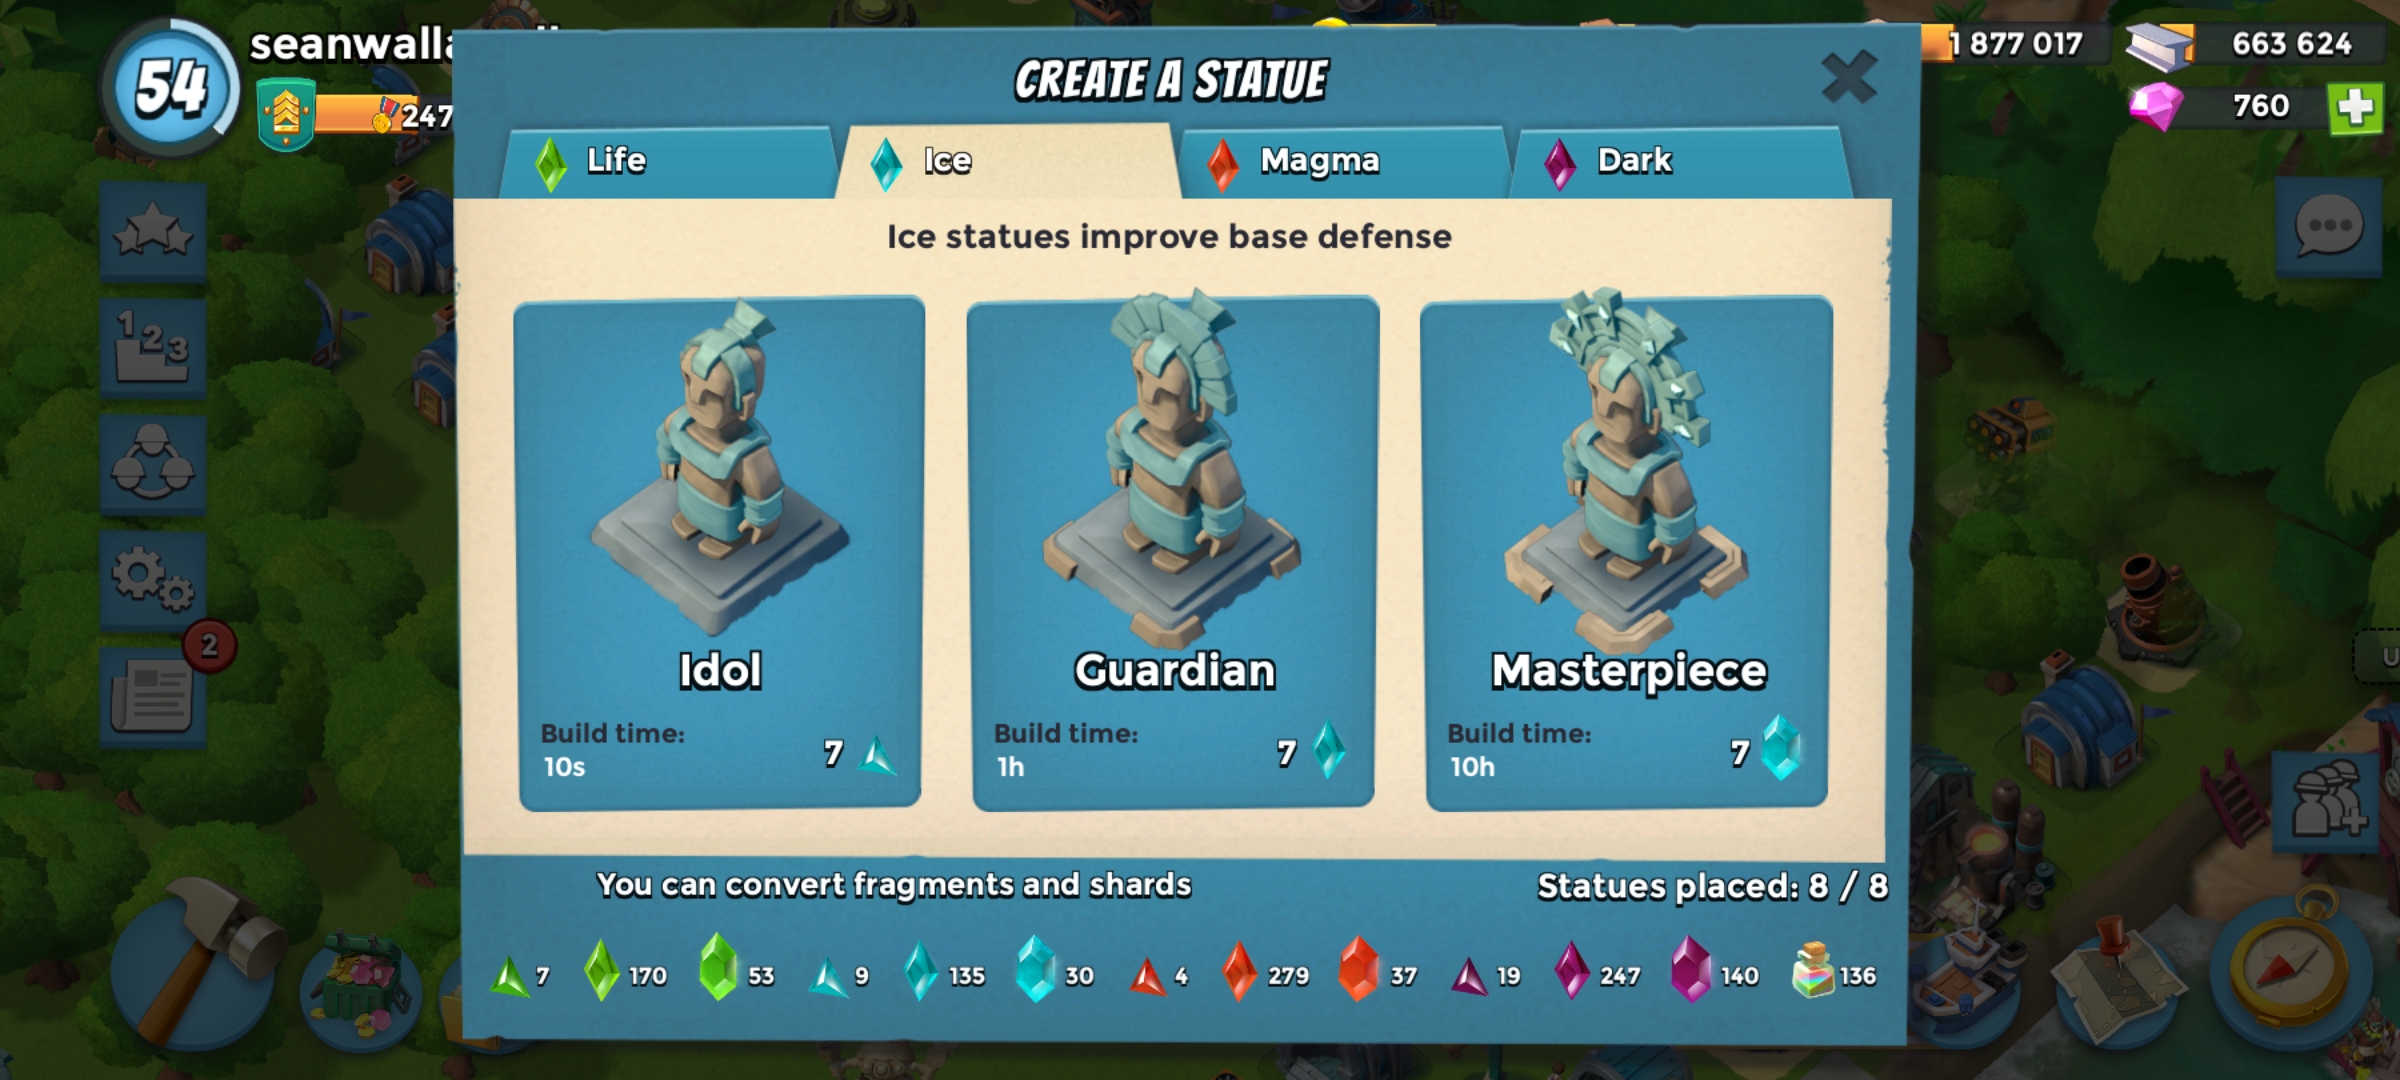 54
247
CREATE A STATUE
1 877 017
663 624
760
Life
Ice
Magma
Dark
Ice statues improve base defense
1 2 3
2
Idol
Build time:
10s
7
Guardian
Build time:
1h
7
Masterpiece
Build time:
10h
7
You can convert fragments and shards
Statues placed: 8 / 8
7 170 53 9 135 30 4 279 37 19 247 140 136